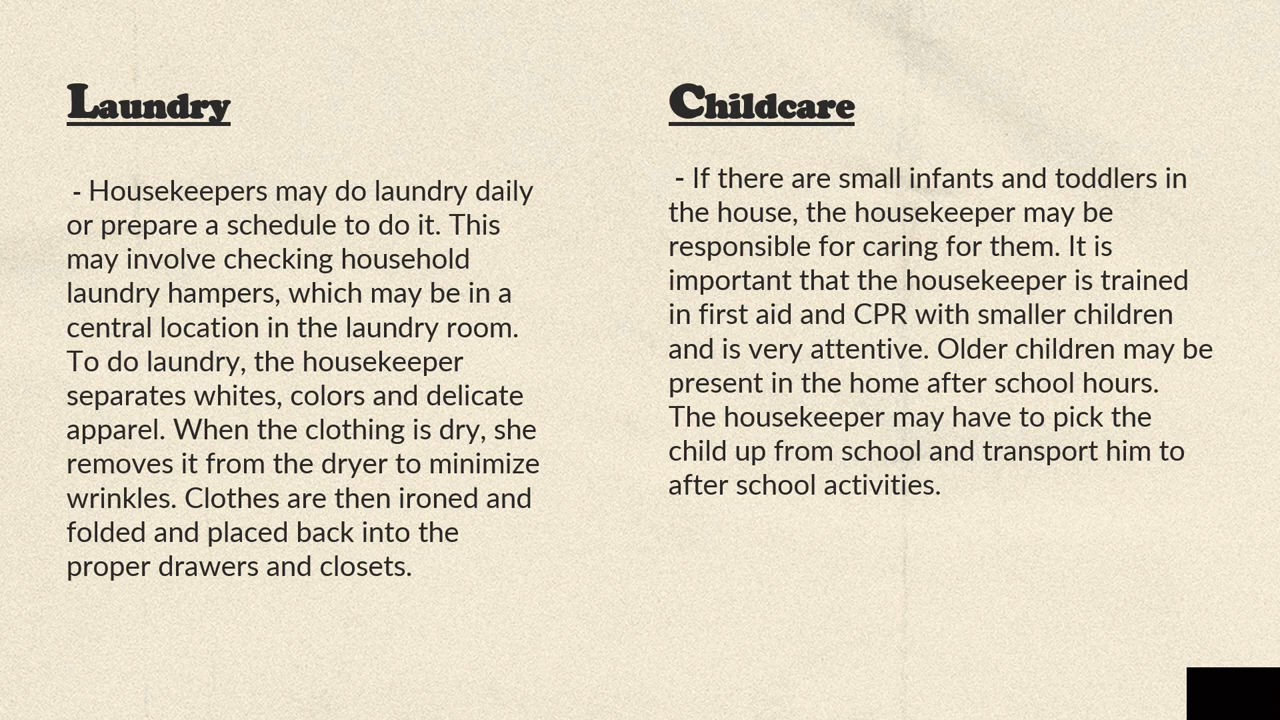 Laundry
- Housekeepers may do laundry daily
or prepare a schedule to do it. This
may involve checking household
laundry hampers, which may be in a
central location in the laundry room.
To do laundry, the housekeeper
separates whites, colors and delicate
apparel. When the clothing is dry, she
removes it from the dryer to minimize
wrinkles. Clothes are then ironed and
folded and placed back into the
proper drawers and closets.
Childcare
- If there are small infants and toddlers in
the house, the housekeeper may be
responsible for caring for them. It is
important that the housekeeper is trained
in first aid and CPR with smaller children
and is very attentive. Older children may be
present in the home after school hours.
The housekeeper may have to pick the
child up from school and transport him to
after school activities.